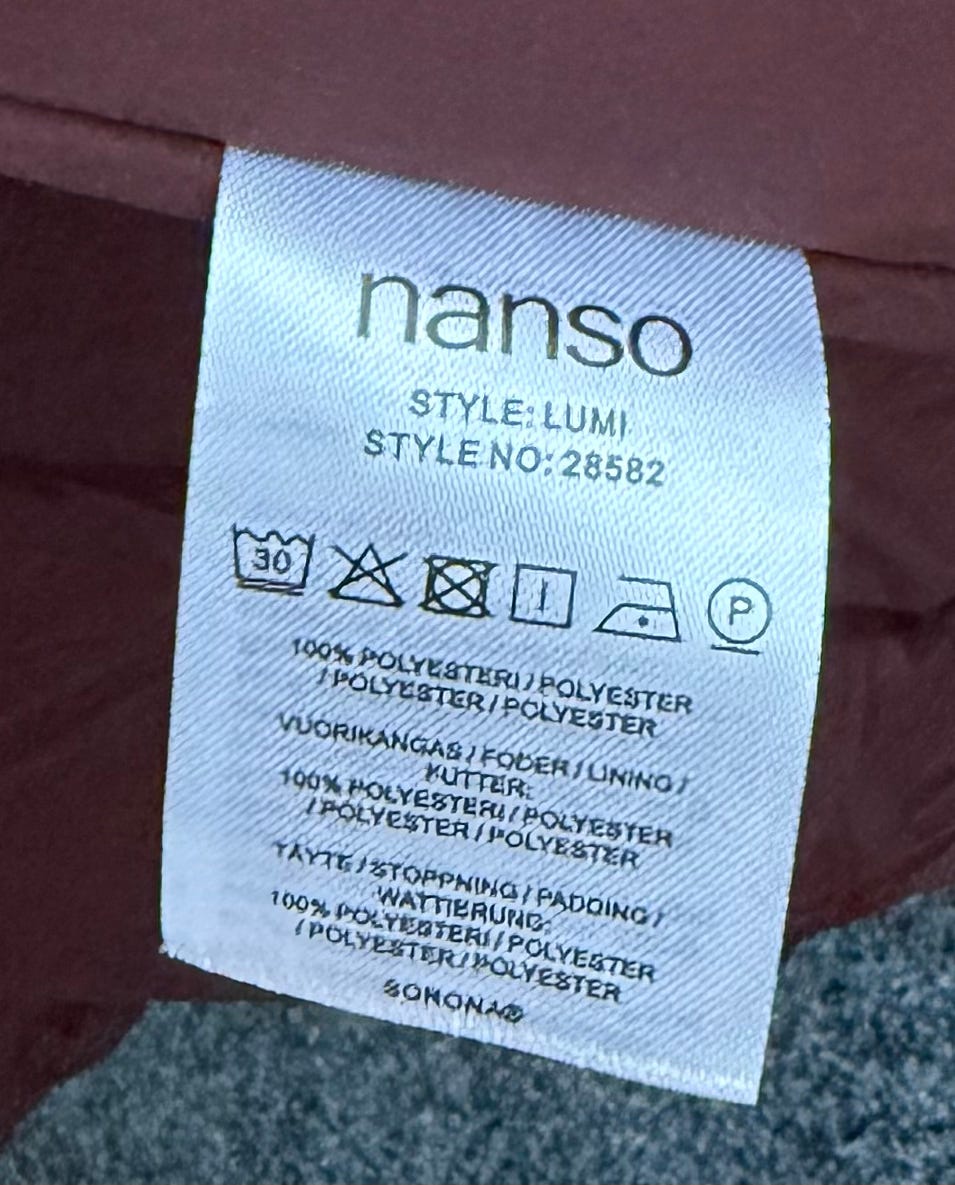 nanso
STYLE: LUMI
STYLE NO: 28582
30
P
100% POLYESTERI / POLYESTER
/ POLYESTER / POLYESTER
VUORIKANGAS / FODER / LINING /
FUTTER:
100% POLYESTERI / POLYESTER
/ POLYESTER / POLYESTER
TÄYTE / STOPPNING / PADDING /
WATTIERUNG:
100% POLYESTERI / POLYESTER
/ POLYESTER / POLYESTER